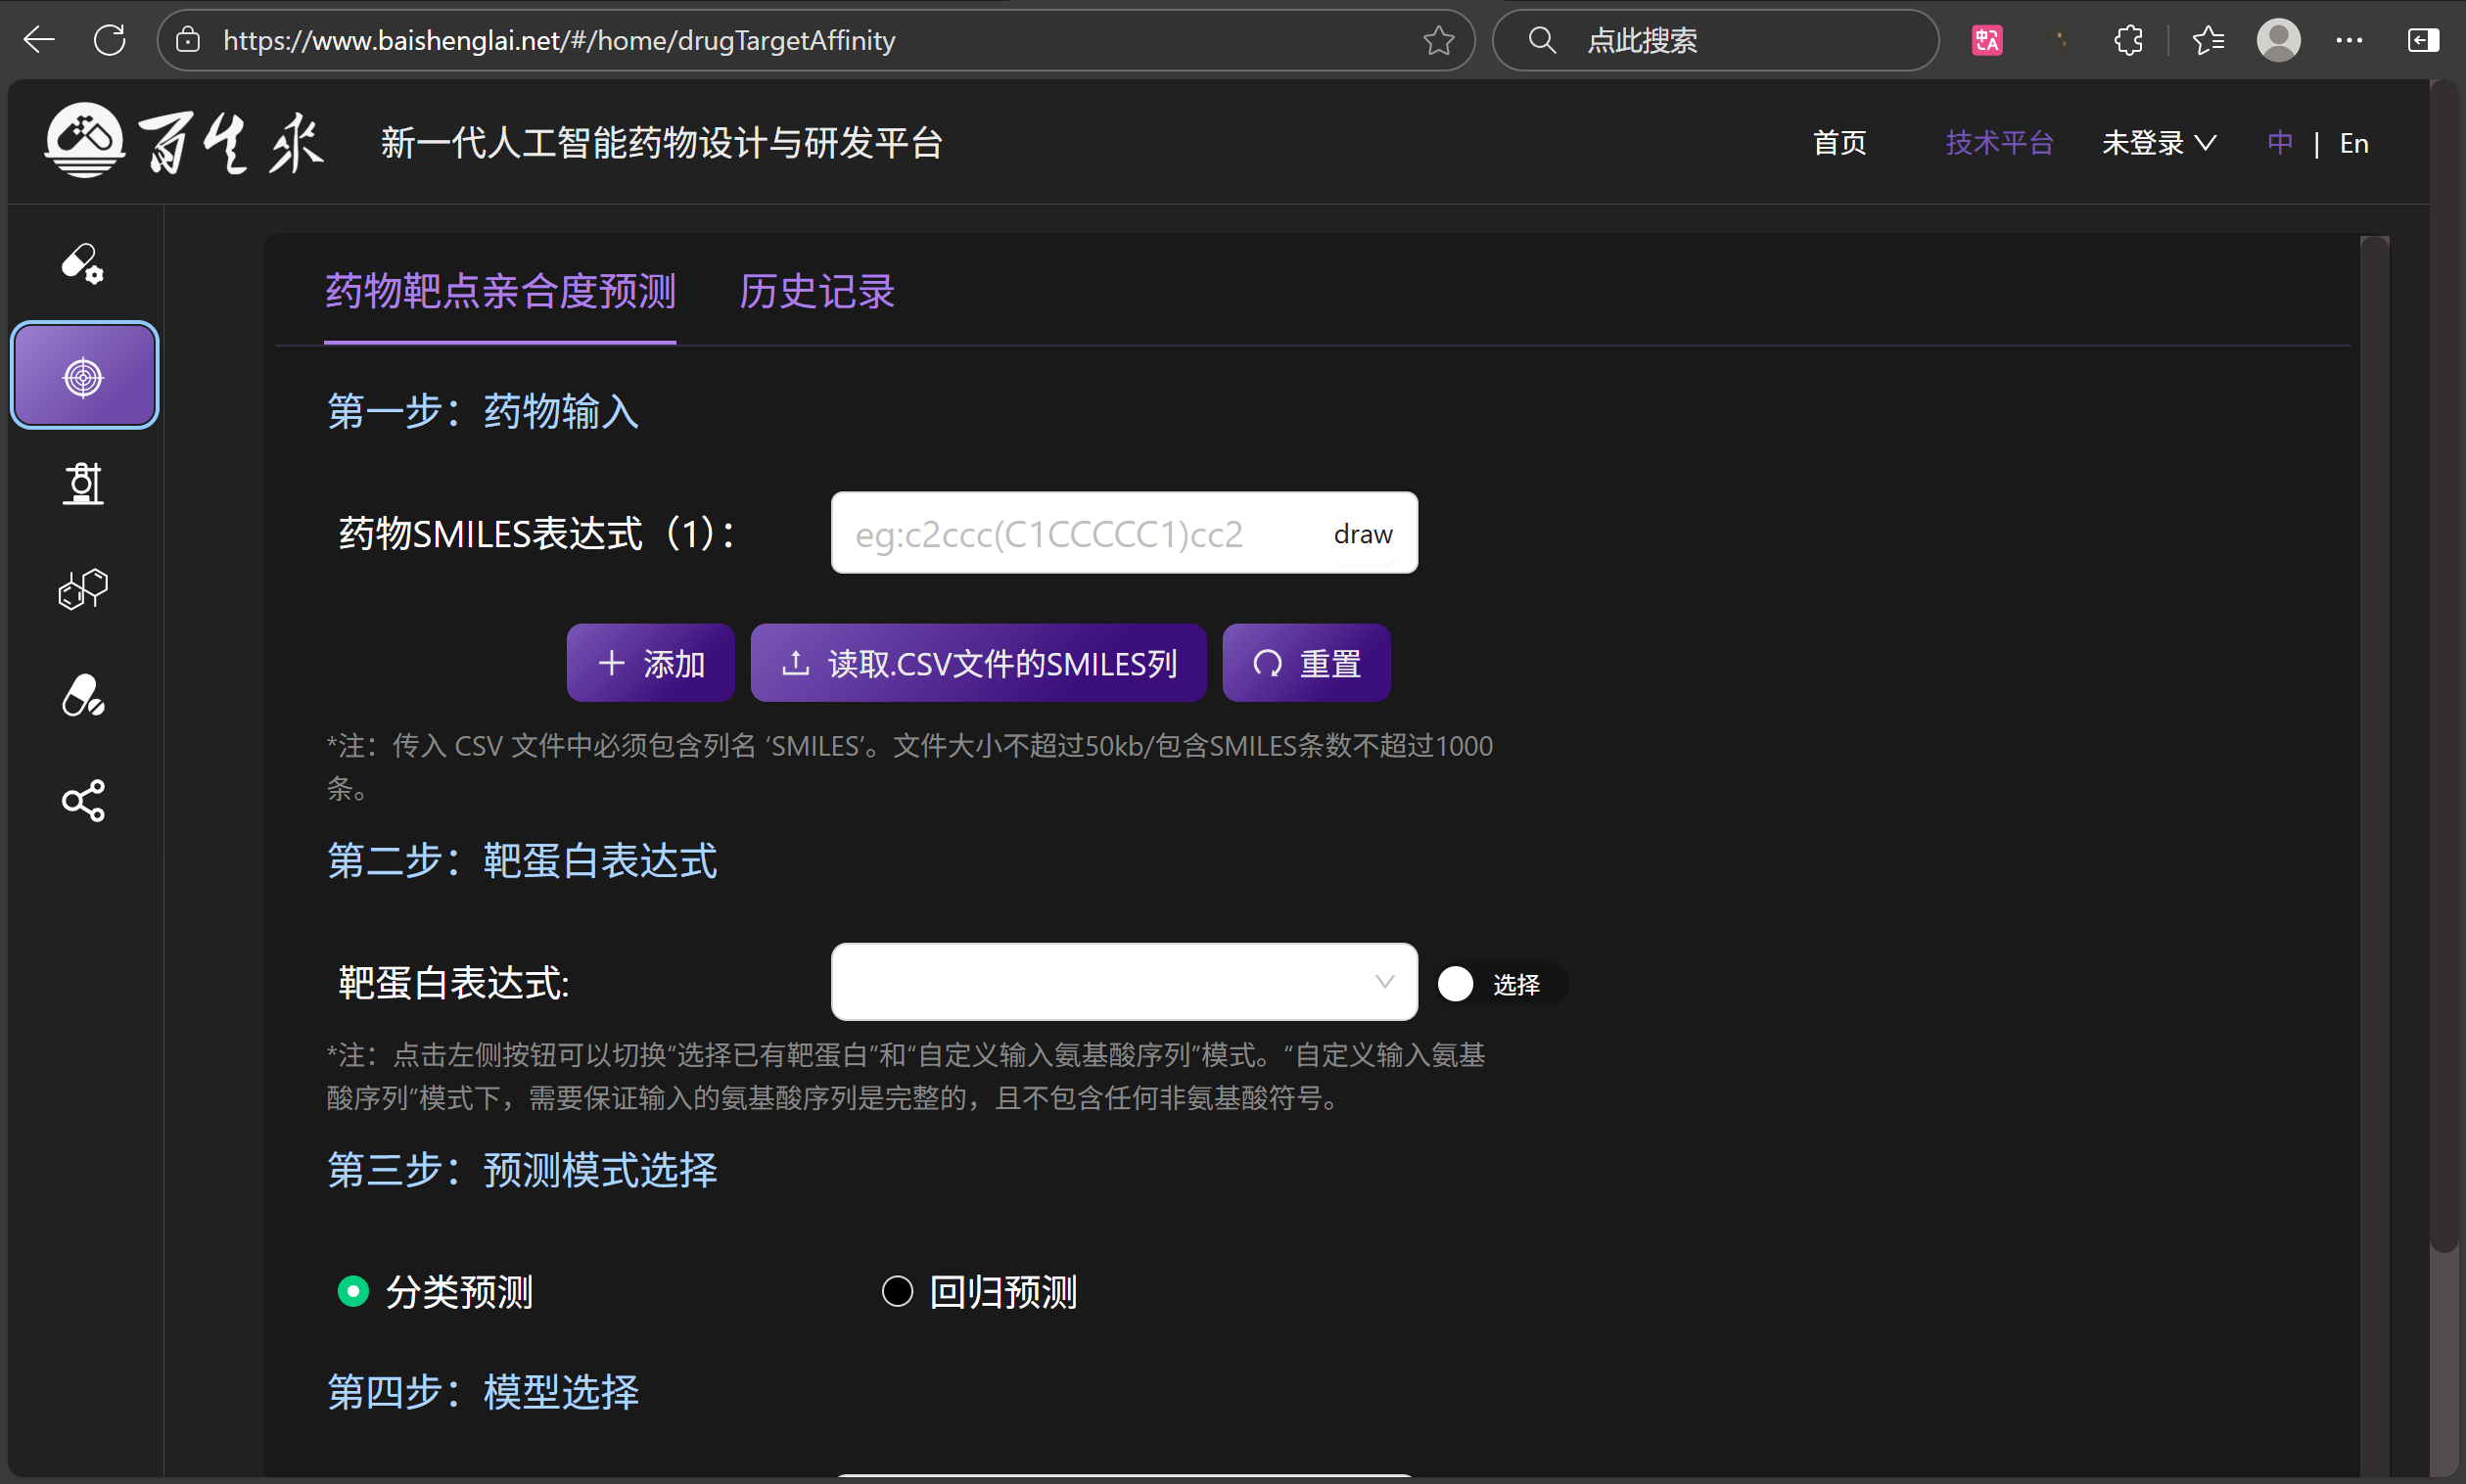 https://www.baishenglai.net/#/home/drugTargetAffinity
点此搜索
百生来
新一代人工智能药物设计与研发平台
首页
技术平台
未登录
中 | En
药物靶点亲合度预测
历史记录
第一步：药物输入
药物SMILES表达式（1）：
eg:c2ccc(C1CCCCC1)cc2
draw
添加
读取.CSV文件的SMILES列
重置
*注：传入 CSV 文件中必须包含列名 ‘SMILES’。文件大小不超过50kb/包含SMILES条数不超过1000
条。
第二步：靶蛋白表达式
靶蛋白表达式:
选择
*注：点击左侧按钮可以切换“选择已有靶蛋白”和“自定义输入氨基酸序列”模式。“自定义输入氨基
酸序列”模式下，需要保证输入的氨基酸序列是完整的，且不包含任何非氨基酸符号。
第三步：预测模式选择
分类预测
回归预测
第四步：模型选择